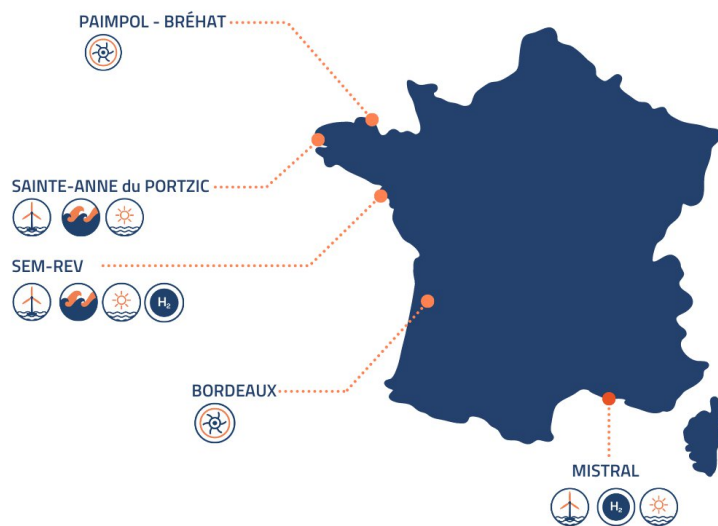 PAIMPOL - BRÉHAT
SAINTE-ANNE du PORTZIC
SEM-REV
H₂
BORDEAUX
MISTRAL
H₂